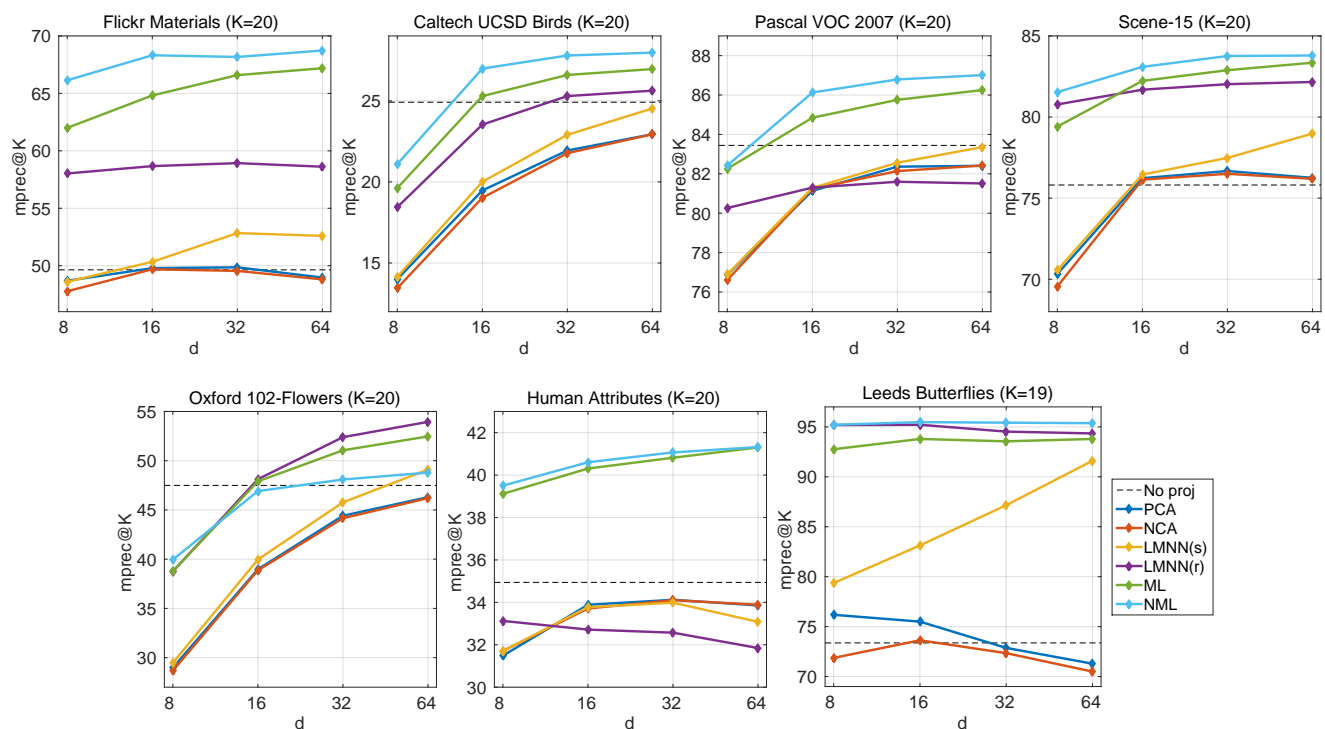 Flickr Materials (K=20)
70
65
60
55
50
mprec@K
8
16
32
64
d
Caltech UCSD Birds (K=20)
25
20
15
mprec@K
8
16
32
64
d
Pascal VOC 2007 (K=20)
88
86
84
82
80
78
76
mprec@K
8
16
32
64
d
Scene-15 (K=20)
85
80
75
70
mprec@K
8
16
32
64
d
Oxford 102-Flowers (K=20)
55
50
45
40
35
30
mprec@K
8
16
32
64
d
Human Attributes (K=20)
42
40
38
36
34
32
30
mprec@K
8
16
32
64
d
Leeds Butterflies (K=19)
95
90
85
80
75
70
mprec@K
8
16
32
64
d
No proj
PCA
NCA
LMNN(s)
LMNN(r)
ML
NML